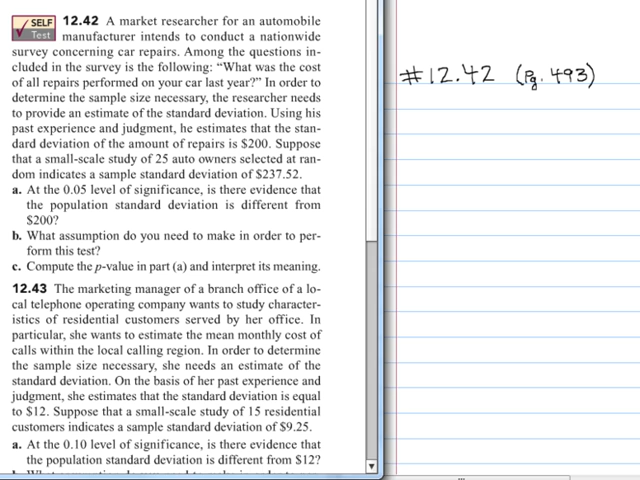 SELF Test 12.42 A market researcher for an automobile
manufacturer intends to conduct a nationwide
survey concerning car repairs. Among the questions in-
cluded in the survey is the following: “What was the cost
of all repairs performed on your car last year?” In order to
determine the sample size necessary, the researcher needs
to provide an estimate of the standard deviation. Using his
past experience and judgment, he estimates that the stan-
dard deviation of the amount of repairs is $200. Suppose
that a small-scale study of 25 auto owners selected at ran-
dom indicates a sample standard deviation of $237.52.
a. At the 0.05 level of significance, is there evidence that
the population standard deviation is different from
$200?
b. What assumption do you need to make in order to per-
form this test?
c. Compute the p-value in part (a) and interpret its meaning.
12.43 The marketing manager of a branch office of a lo-
cal telephone operating company wants to study character-
istics of residential customers served by her office. In
particular, she wants to estimate the mean monthly cost of
calls within the local calling region. In order to determine
the sample size necessary, she needs an estimate of the
standard deviation. On the basis of her past experience and
judgment, she estimates that the standard deviation is equal
to $12. Suppose that a small-scale study of 15 residential
customers indicates a sample standard deviation of $9.25.
a. At the 0.10 level of significance, is there evidence that
the population standard deviation is different from $12?
#12.42 (Pg. 493)